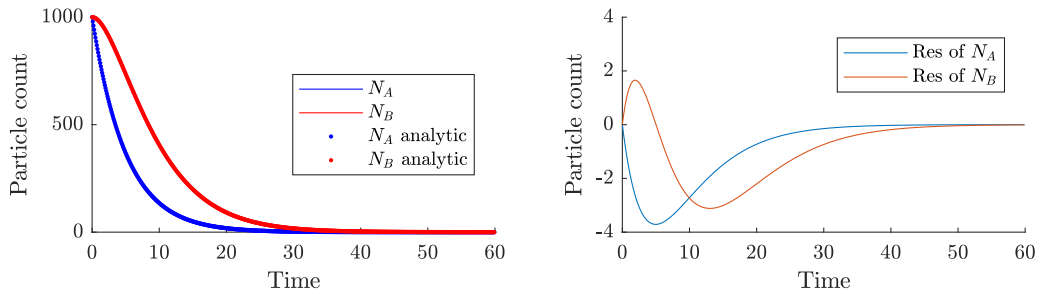 1000
500
0
Particle count
0
10
20
30
40
50
60
Time
N_A
N_B
N_A analytic
N_B analytic
4
2
0
-2
-4
Particle count
0
10
20
30
40
50
60
Time
Res of N_A
Res of N_B